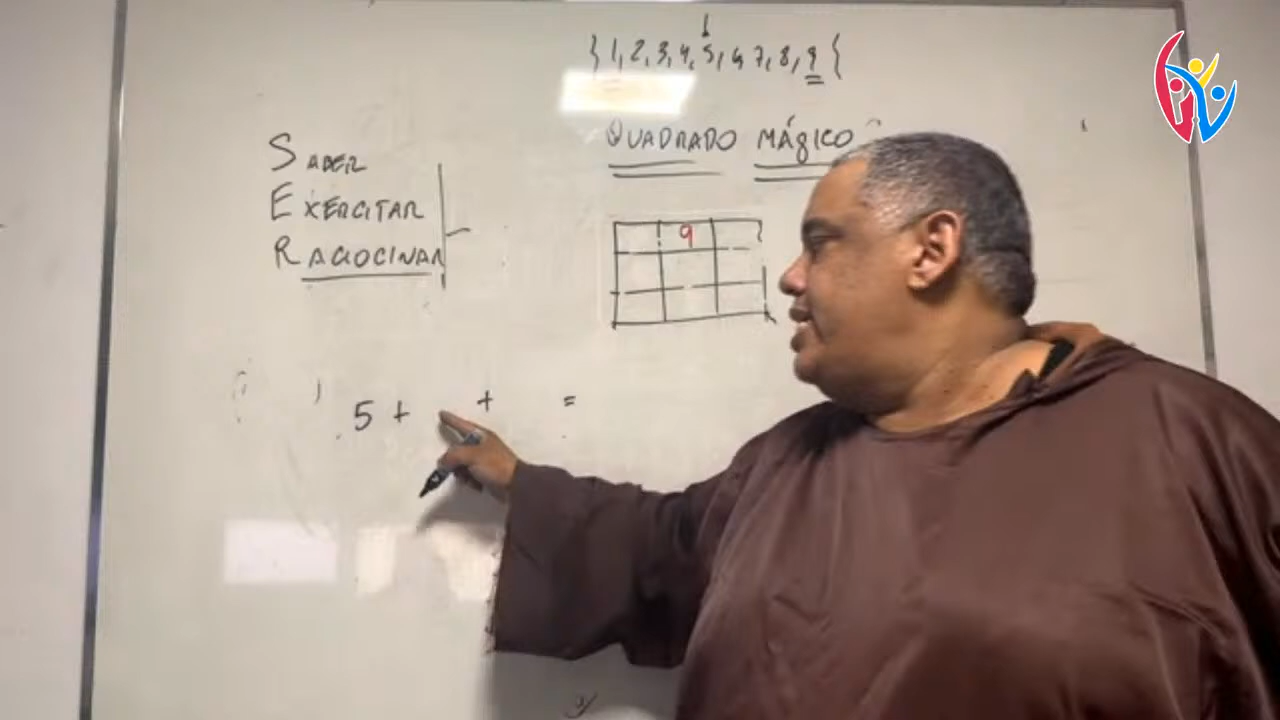 } 1, 2, 3, 4, 5, 6, 7, 8, 9 {
QUADRADO MÁGICO
SABER
EXERCITAR
RACIOCINAR
9
5 + + =